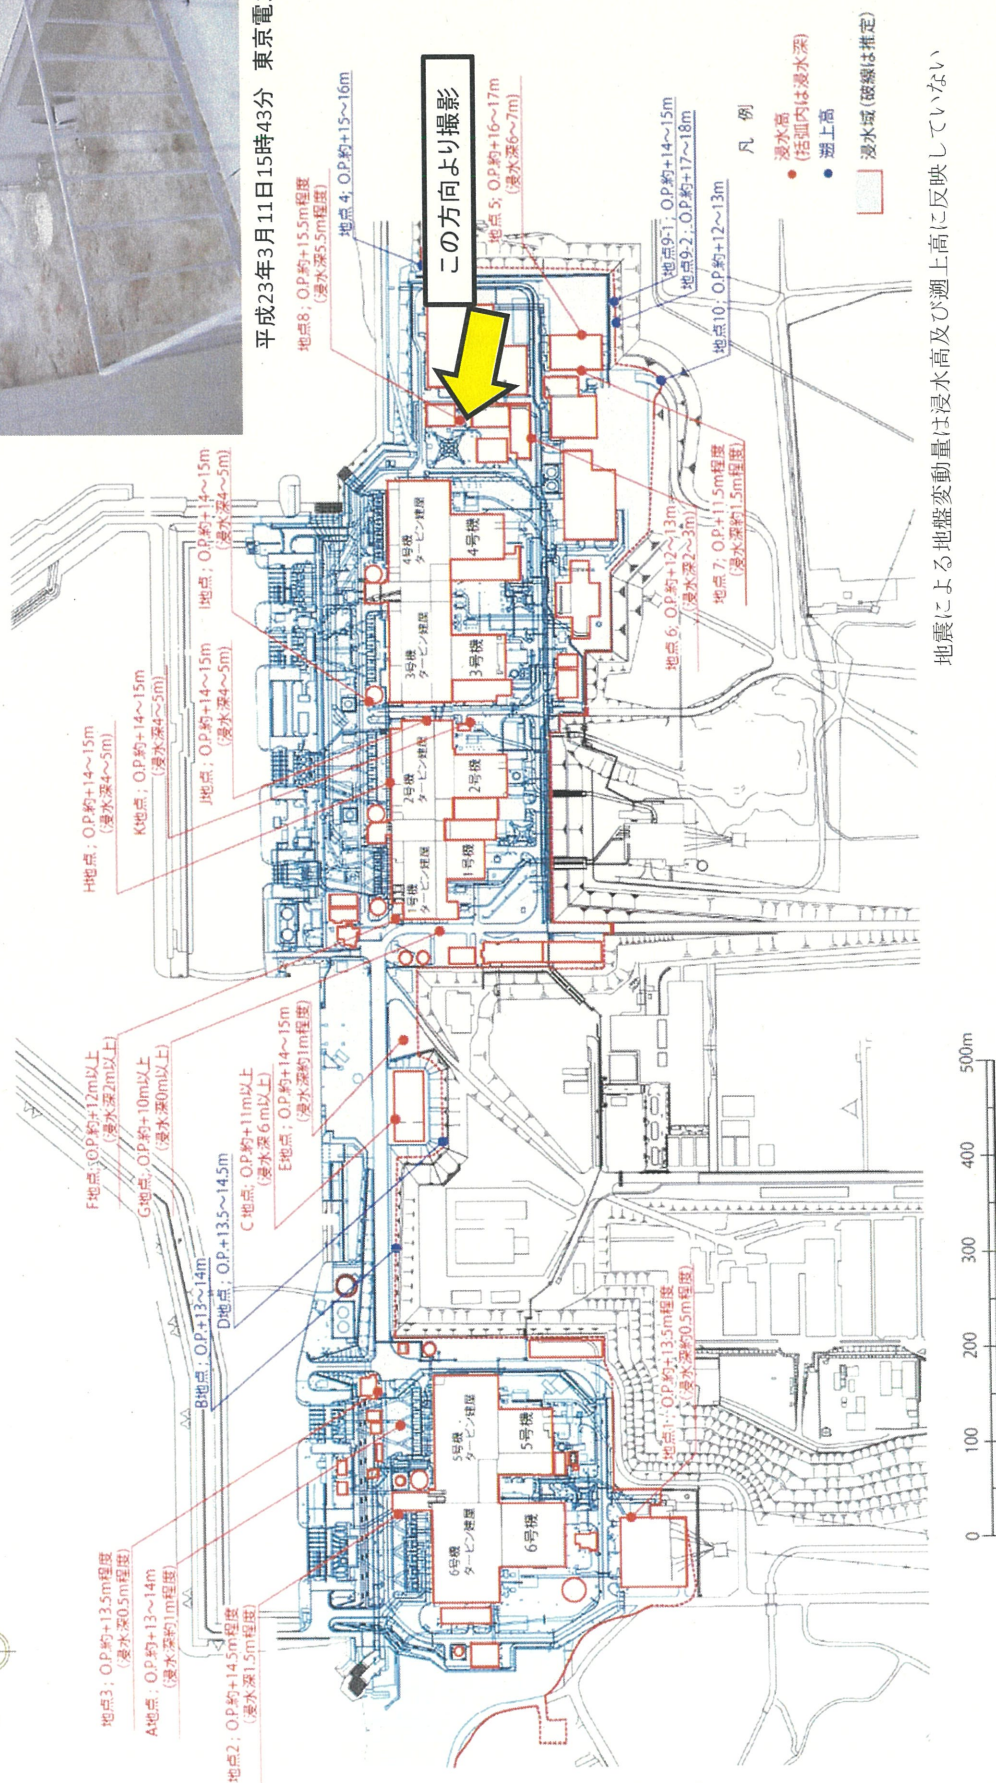 平成23年3月11日15時43分　東京電
地点8；O.P.約+15.5m程度
（浸水深5.5m程度）
地点 4；O.P.約+15～16m
この方向より撮影
地点 5；O.P.約+16～17m
（浸水深6～7m）
地点9-1；O.P.約+14～15m
地点9-2；O.P.約+17～18m
地点10；O.P.約+12～13m
凡　例
浸水高
（括弧内は浸水深）
遡上高
浸水域（破線は推定）
地震による地盤変動量は浸水高及び遡上高に反映していない
H地点；O.P.約+14～15m
（浸水深4～5m）
K地点；O.P.約+14～15m
（浸水深4～5m）
J地点；O.P.約+14～15m
（浸水深4～5m）
I地点；O.P.約+14～15m
（浸水深4～5m）
地点 6；O.P.約+12～13m
（浸水深2～3m）
地点 7；O.P.+11.5m程度
（浸水深約1.5m程度）
4号機
タービン建屋
4号機
3号機
タービン建屋
3号機
2号機
タービン建屋
2号機
1号機
タービン建屋
1号機
F地点；O.P.約+12m以上
（浸水深2m以上）
G地点；O.P.約+10m以上
（浸水深0m以上）
C 地点；O.P.約+11m以上
（浸水深 6 m以上）
E地点；O.P.約+14～15m
（浸水深約1m程度）
B地点；O.P.+13～14m
D地点；O.P.+13.5～14.5m
地点3；O.P.約+13.5m程度
（浸水深0.5m程度）
A地点；O.P.約+13～14m
（浸水深約1m程度）
地点2；O.P.約+14.5m程度
（浸水深1.5m程度）
地点1；O.P.約+13.5m程度
（浸水深約0.5m程度）
5号機
タービン建屋
5号機
6号機
タービン建屋
6号機
0 100 200 300 400 500m